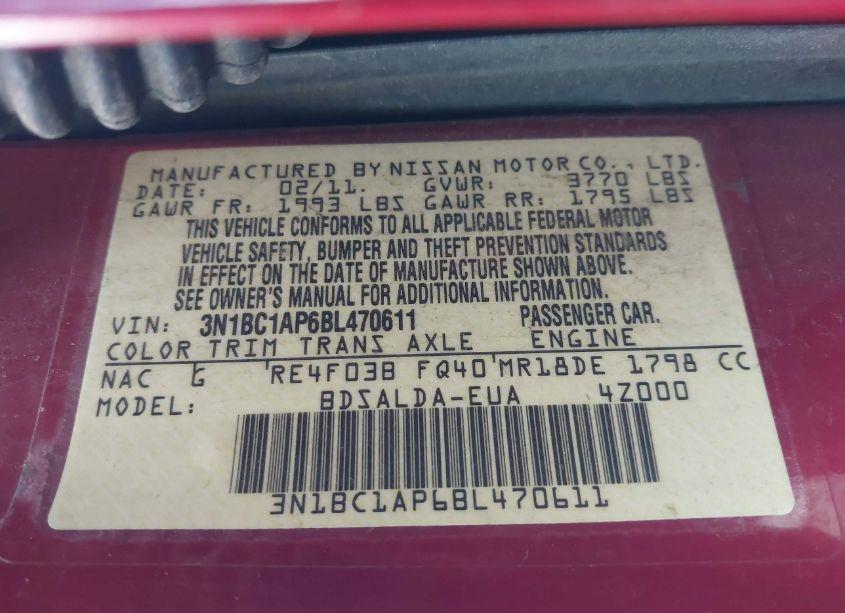 MANUFACTURED BY NISSAN MOTOR CO., LTD.
DATE: 02/11. GVWR: 3770 LBS
GAWR FR: 1993 LBS GAWR RR: 1795 LBS
THIS VEHICLE CONFORMS TO ALL APPLICABLE FEDERAL MOTOR
VEHICLE SAFETY, BUMPER AND THEFT PREVENTION STANDARDS
IN EFFECT ON THE DATE OF MANUFACTURE SHOWN ABOVE.
SEE OWNER'S MANUAL FOR ADDITIONAL INFORMATION.
VIN: 3N1BC1AP6BL470611 PASSENGER CAR.
COLOR TRIM TRANS AXLE ENGINE
NAC G 'RE4F03B FQ40'MR18DE 1798 CC
MODEL: BDSALDA-EUA 4Z000
3N1BC1AP6BL470611